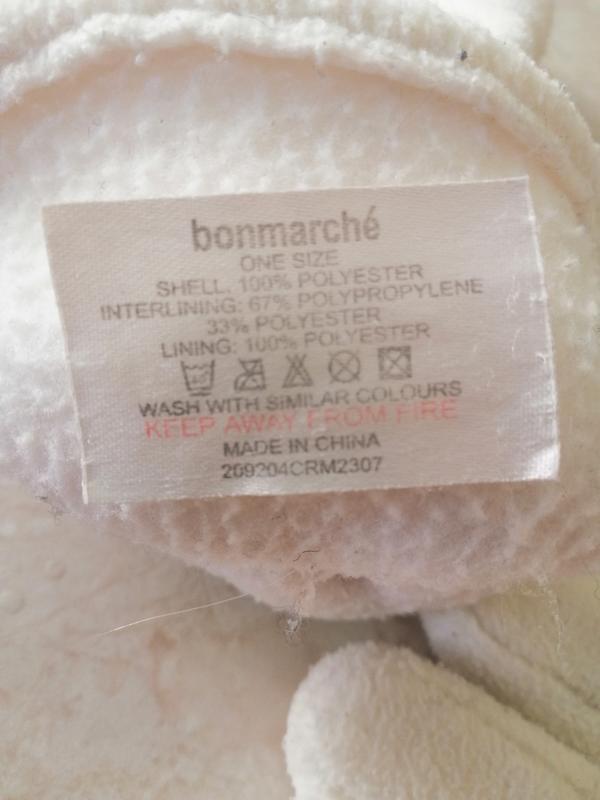 bonmarché
ONE SIZE
SHELL: 100% POLYESTER
INTERLINING: 67% POLYPROPYLENE
33% POLYESTER
LINING: 100% POLYESTER
WASH WITH SIMILAR COLOURS
KEEP AWAY FROM FIRE
MADE IN CHINA
209204CRM2307